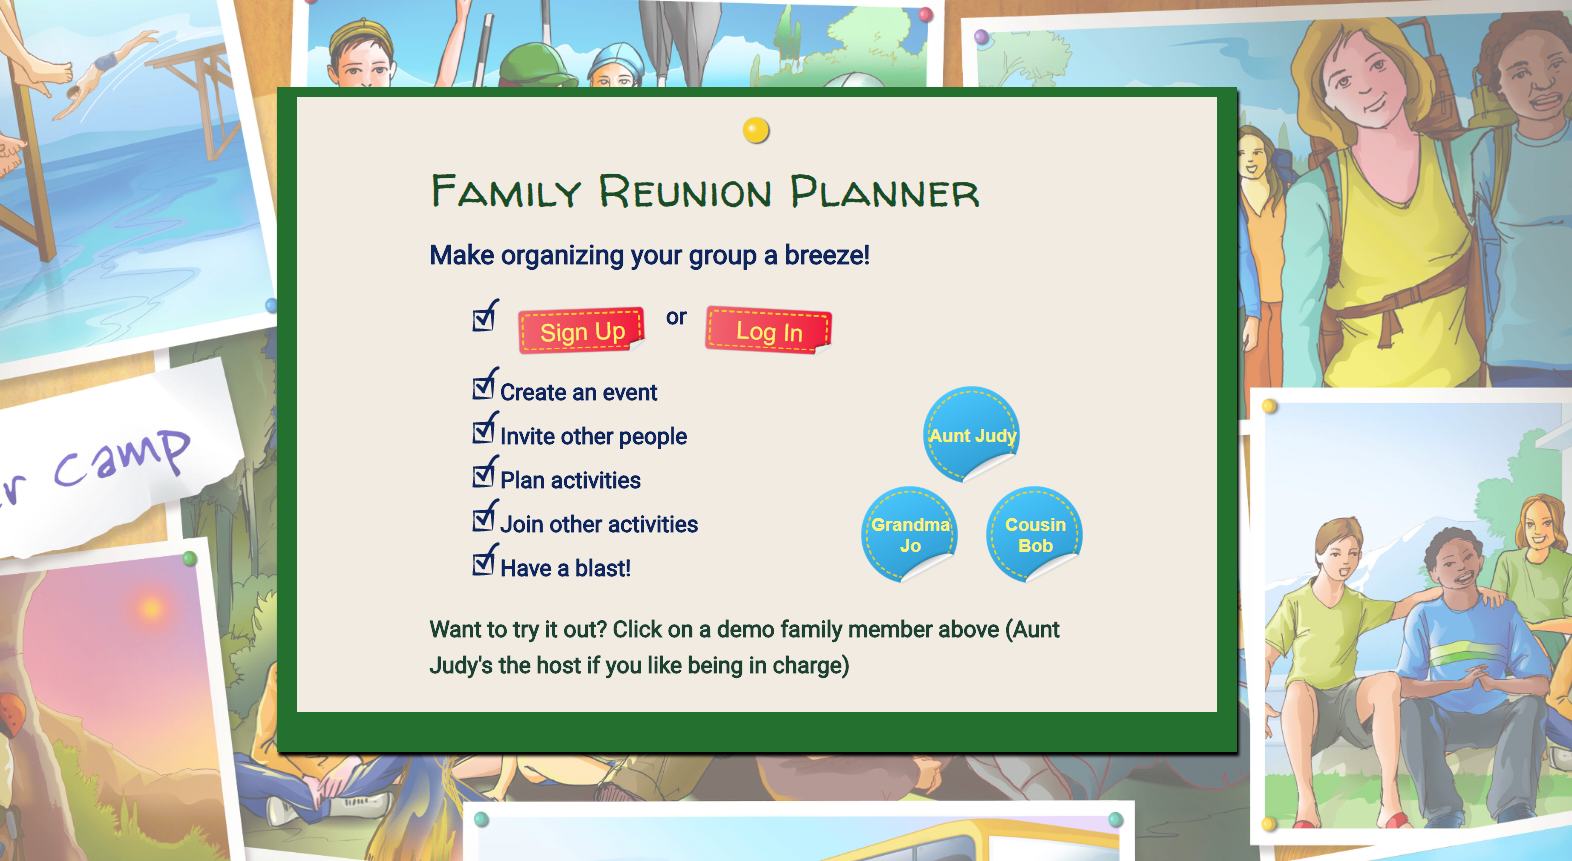 Family Reunion Planner
Make organizing your group a breeze!
Sign Up or Log In
Create an event
Invite other people
Plan activities
Join other activities
Have a blast!
Aunt Judy
Grandma
Jo
Cousin
Bob
Want to try it out? Click on a demo family member above (Aunt
Judy's the host if you like being in charge)
camp